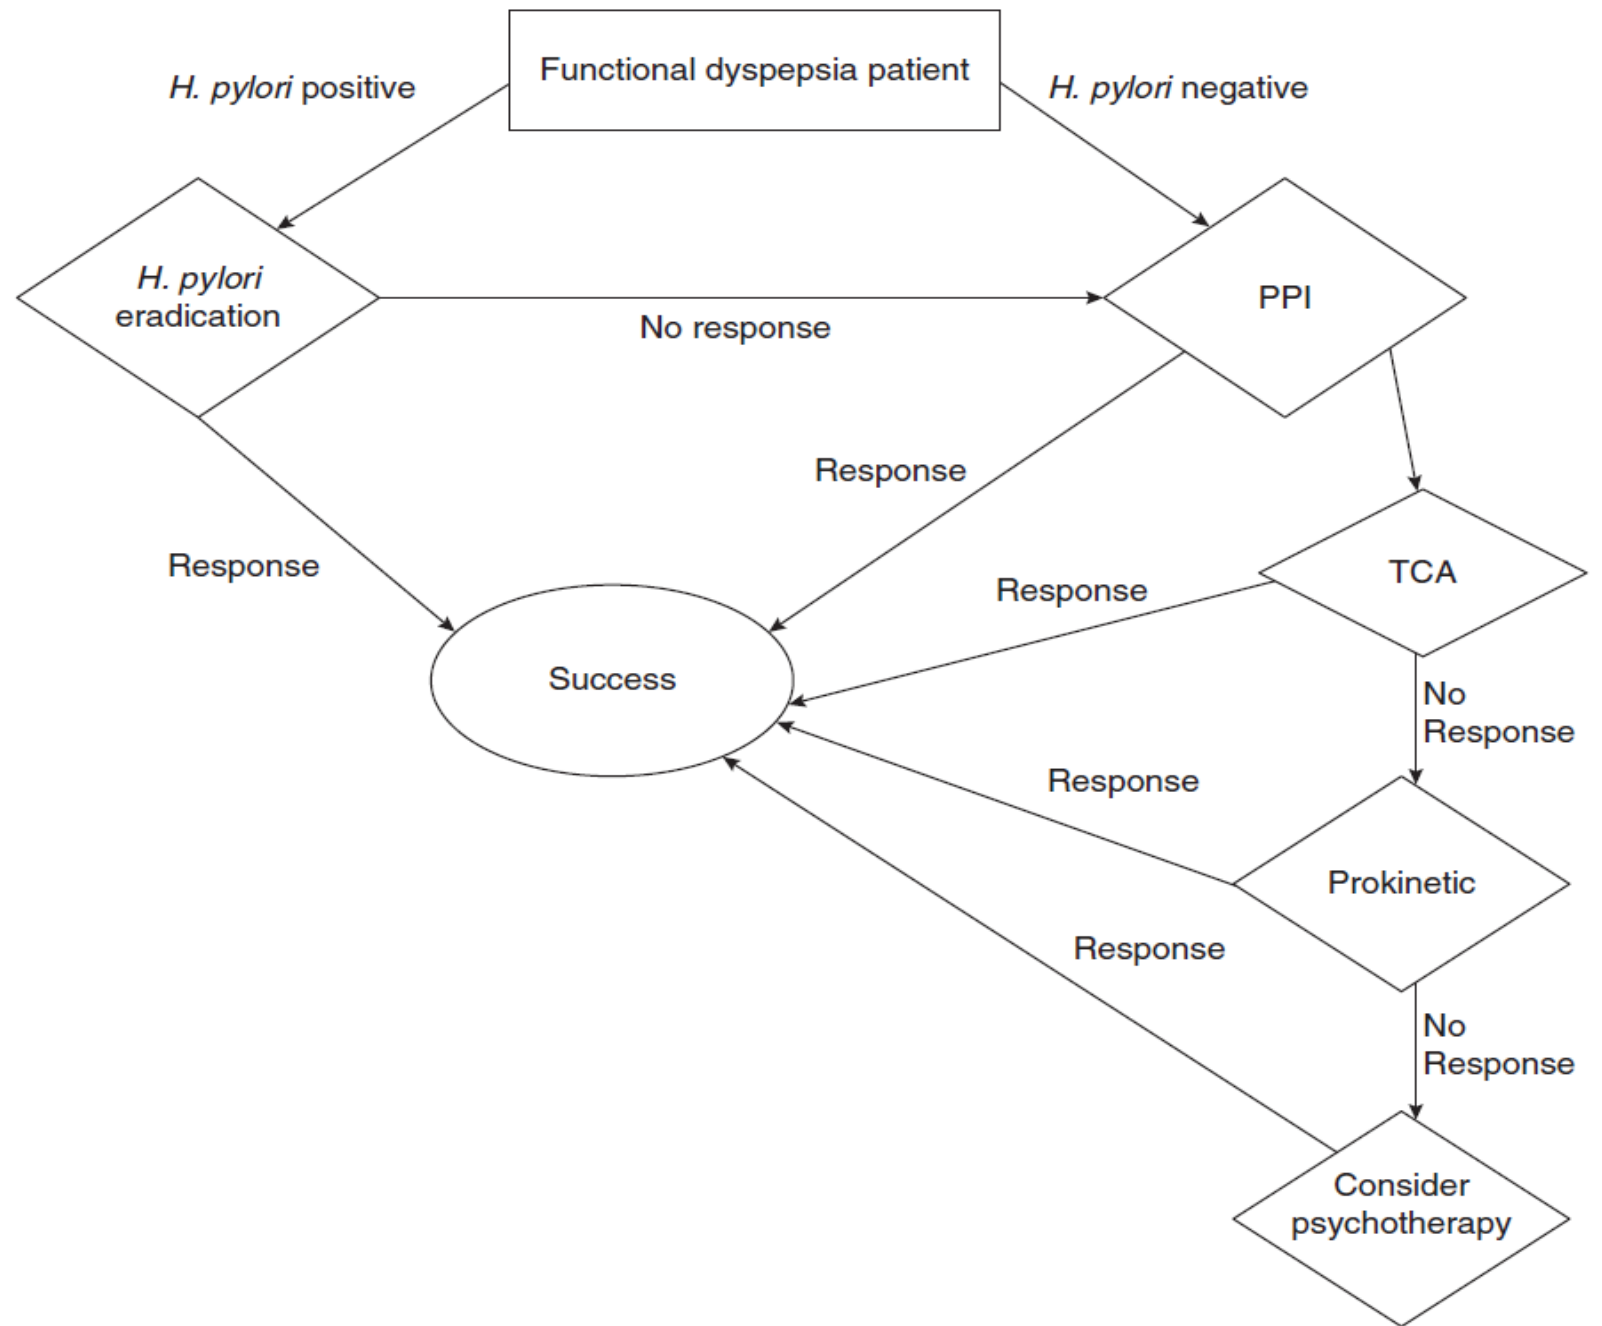 Functional dyspepsia patient
H. pylori positive
H. pylori negative
H. pylori
eradication
PPI
No response
Response
Response
TCA
Response
Success
No
Response
Response
Prokinetic
Response
No
Response
Consider
psychotherapy